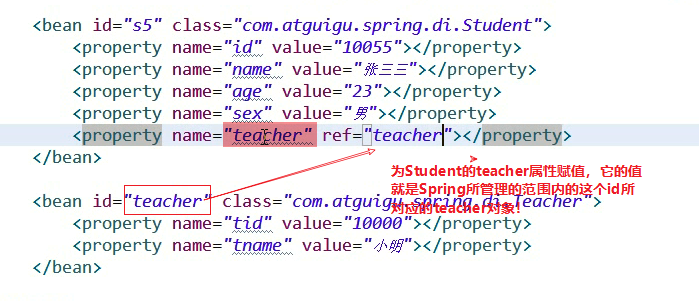 <bean id="s5" class="com.atguigu.spring.di.Student">
<property name="id" value="10055"></property>
<property name="name" value="张三三"></property>
<property name="age" value="23"></property>
<property name="sex" value="男"></property>
<property name="teacher" ref="teacher"></property>
</bean>
为Student的teacher属性赋值，它的值
就是Spring所管理的范围内的这个id所
对应的teacher对象！
<bean id="teacher" class="com.atguigu.spring.di.Teacher">
<property name="tid" value="10000"></property>
<property name="tname" value="小明"></property>
</bean>